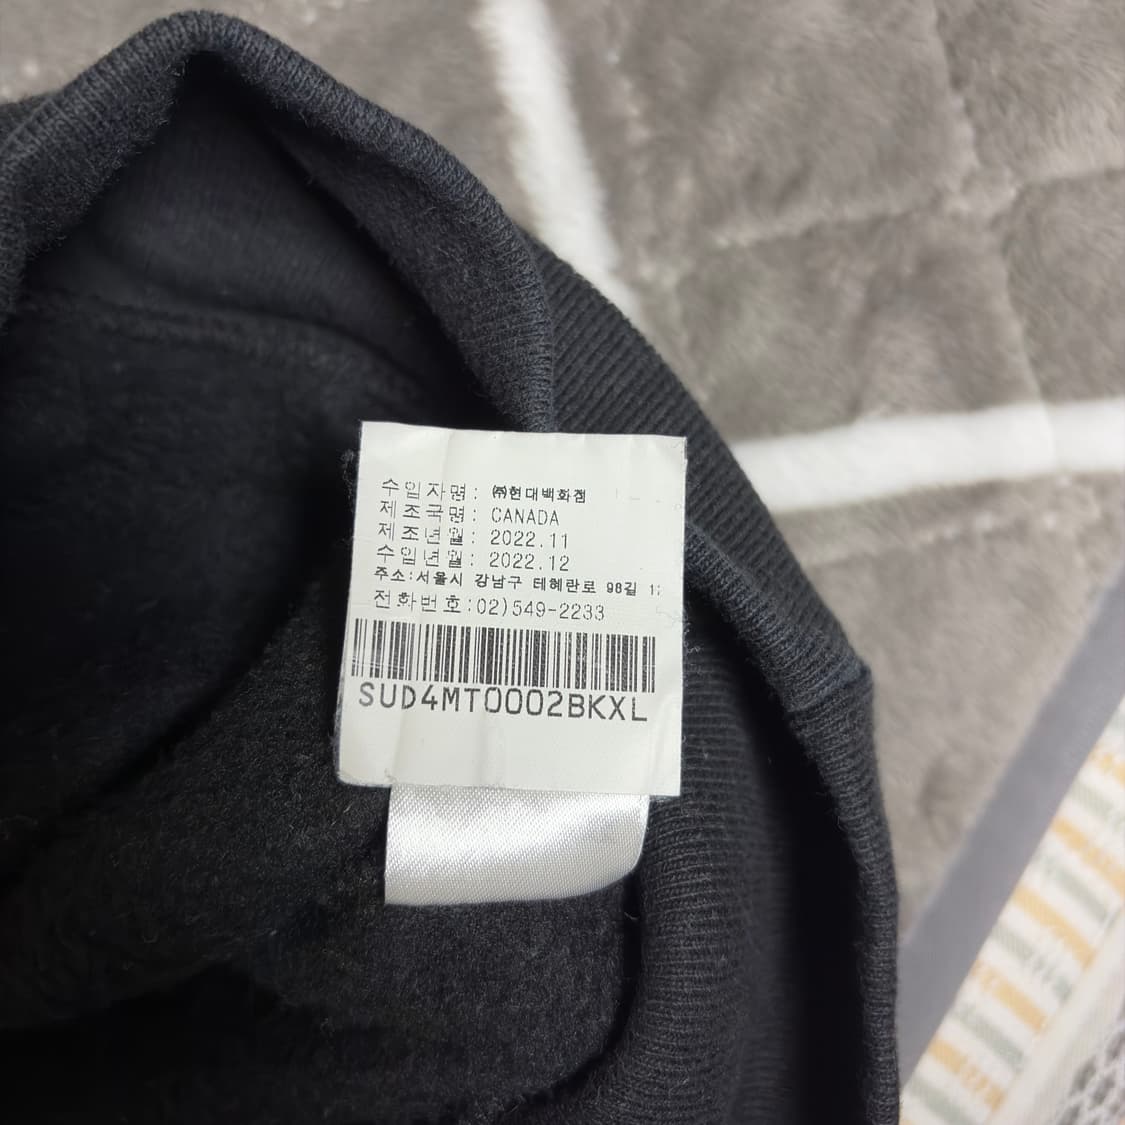 수입자명: ㈜현대백화점
제조국명: CANADA
제조년월: 2022.11
수입년월: 2022.12
주소:서울시 강남구 테헤란로 98길
전화번호:02)549-2233
SUD4MT0002BKXL